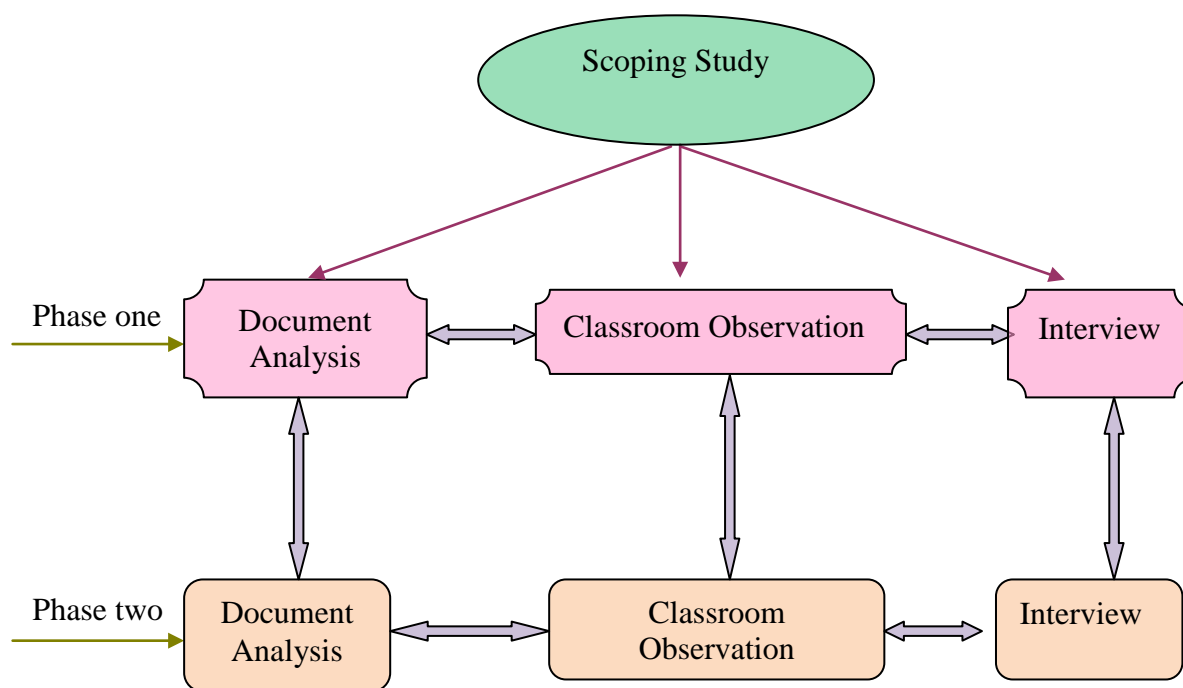 Scoping Study
Phase one
Document
Analysis
Classroom Observation
Interview
Phase two
Document
Analysis
Classroom
Observation
Interview